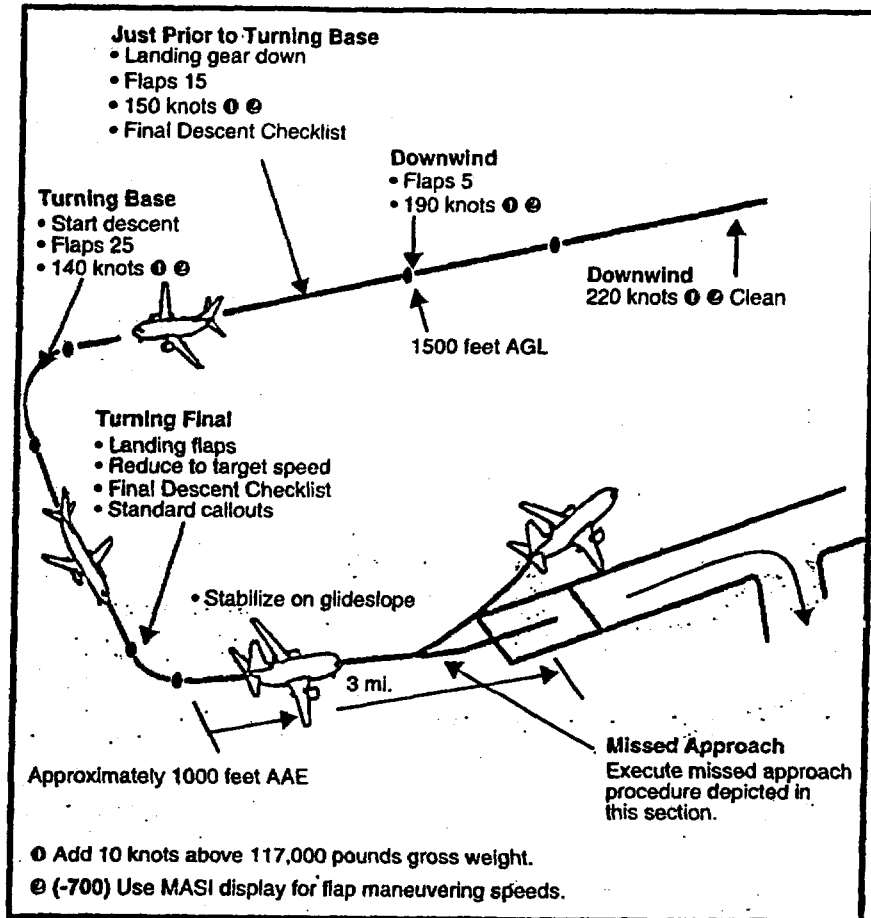 Just Prior to Turning Base
• Landing gear down
• Flaps 15
• 150 knots ❶ ❷
• Final Descent Checklist
Downwind
• Flaps 5
• 190 knots ❶ ❷
Turning Base
• Start descent
• Flaps 25
• 140 knots ❶ ❷
Downwind
220 knots ❶ ❷ Clean
1500 feet AGL
Turning Final
• Landing flaps
• Reduce to target speed
• Final Descent Checklist
• Standard callouts
• Stabilize on glideslope
3 mi.
Approximately 1000 feet AAE
Missed Approach
Execute missed approach
procedure depicted in
this section.
❶ Add 10 knots above 117,000 pounds gross weight.
❷ (-700) Use MASI display for flap maneuvering speeds.